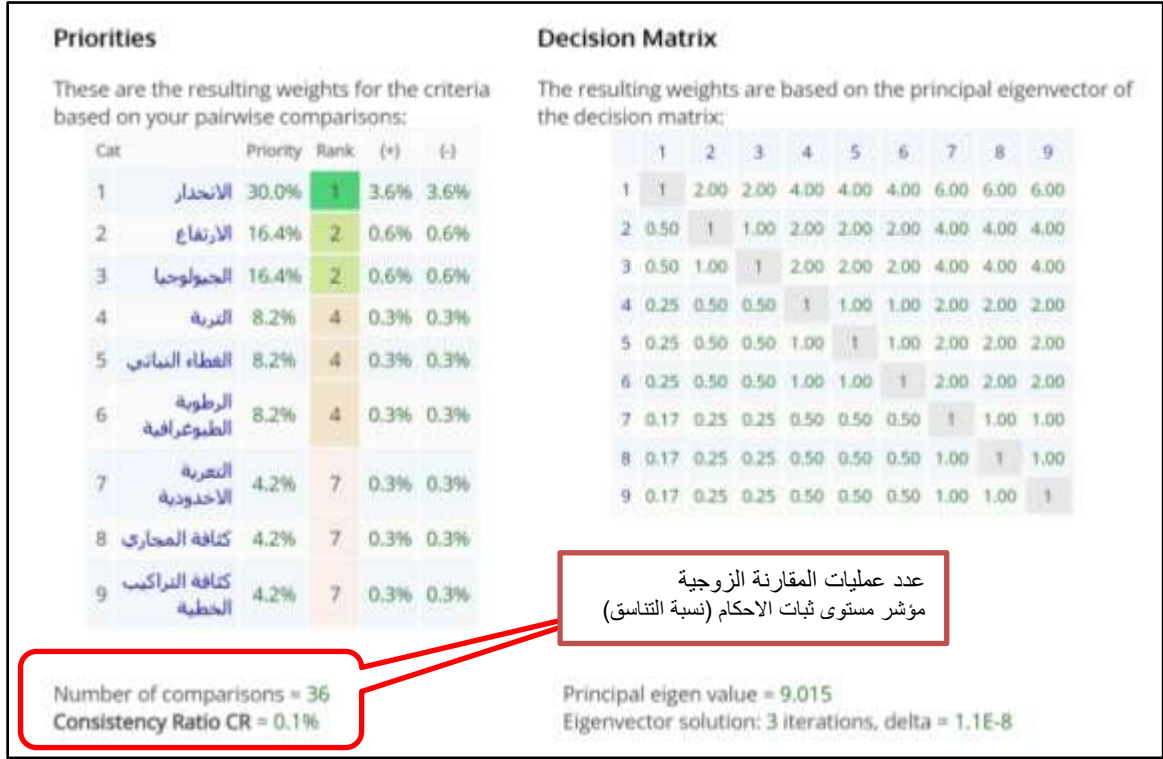 Priorities
These are the resulting weights for the criteria
based on your pairwise comparisons:
Cat Priority Rank (+) (-)
1 الانحدار 30.0% 1 3.6% 3.6%
2 الارتفاع 16.4% 2 0.6% 0.6%
3 الجيولوجيا 16.4% 2 0.6% 0.6%
4 التربة 8.2% 4 0.3% 0.3%
5 الغطاء النباتي 8.2% 4 0.3% 0.3%
6 الرطوبة 8.2% 4 0.3% 0.3%
الطبوغرافية
7 التعرية 4.2% 7 0.3% 0.3%
الاخدودية
8 كثافة المجاري 4.2% 7 0.3% 0.3%
9 كثافة التراكيب 4.2% 7 0.3% 0.3%
الخطية
Number of comparisons = 36
Consistency Ratio CR = 0.1%
Decision Matrix
The resulting weights are based on the principal eigenvector of
the decision matrix:
1 2 3 4 5 6 7 8 9
1 1 2.00 2.00 4.00 4.00 4.00 6.00 6.00 6.00
2 0.50 1 1.00 2.00 2.00 2.00 4.00 4.00 4.00
3 0.50 1.00 1 2.00 2.00 2.00 4.00 4.00 4.00
4 0.25 0.50 0.50 1 1.00 1.00 2.00 2.00 2.00
5 0.25 0.50 0.50 1.00 1 1.00 2.00 2.00 2.00
6 0.25 0.50 0.50 1.00 1.00 1 2.00 2.00 2.00
7 0.17 0.25 0.25 0.50 0.50 0.50 1 1.00 1.00
8 0.17 0.25 0.25 0.50 0.50 0.50 1.00 1 1.00
9 0.17 0.25 0.25 0.50 0.50 0.50 1.00 1.00 1
عدد عمليات المقارنة الزوجية
مؤشر مستوى ثبات الاحكام (نسبة التناسق)
Principal eigen value = 9.015
Eigenvector solution: 3 iterations, delta = 1.1E-8